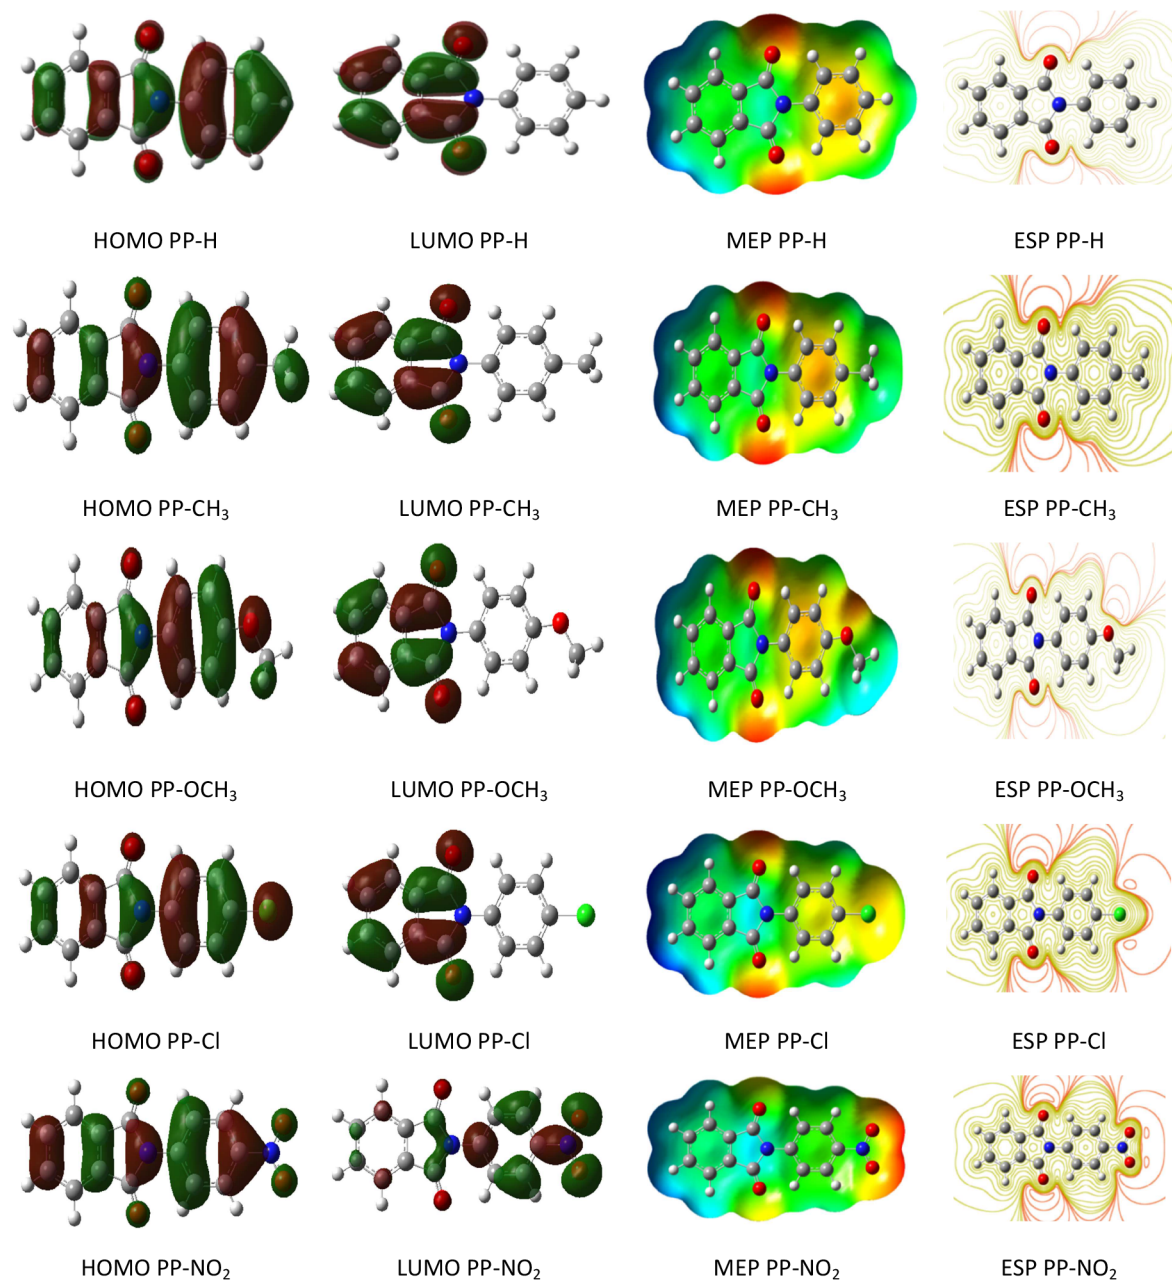 HOMO PP-H LUMO PP-H MEP PP-H ESP PP-H
HOMO PP-CH₃ LUMO PP-CH₃ MEP PP-CH₃ ESP PP-CH₃
HOMO PP-OCH₃ LUMO PP-OCH₃ MEP PP-OCH₃ ESP PP-OCH₃
HOMO PP-Cl LUMO PP-Cl MEP PP-Cl ESP PP-Cl
HOMO PP-NO₂ LUMO PP-NO₂ MEP PP-NO₂ ESP PP-NO₂